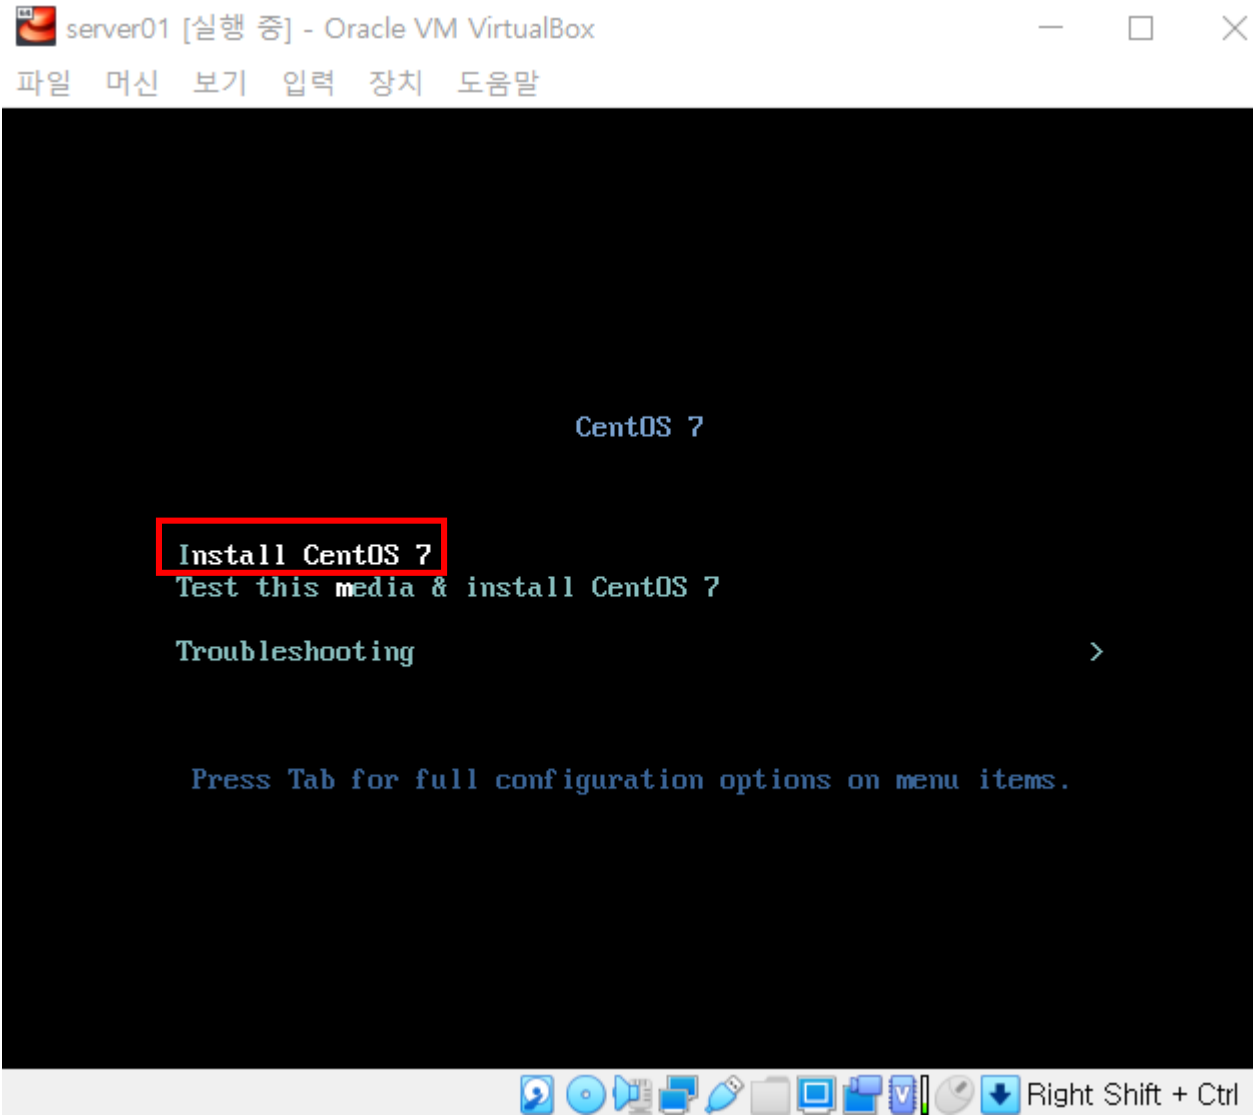 server01 [실행 중] - Oracle VM VirtualBox
파일 머신 보기 입력 장치 도움말
CentOS 7
Install CentOS 7
Test this media & install CentOS 7
Troubleshooting >
Press Tab for full configuration options on menu items.
Right Shift + Ctrl